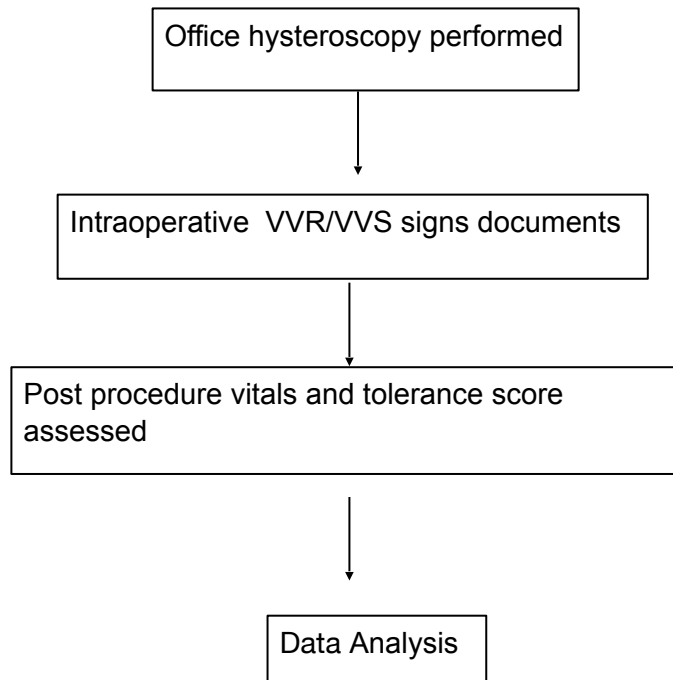 Office hysteroscopy performed
Intraoperative  VVR/VVS signs documents
Post procedure vitals and tolerance score
assessed
Data Analysis